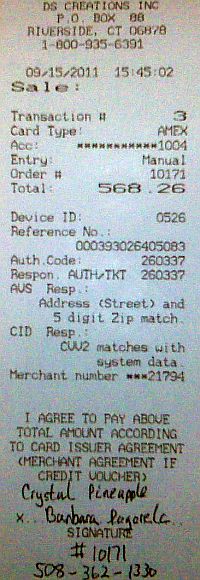 DS CREATIONS INC
P.O. BOX 88
RIVERSIDE, CT 06878
1-800-935-6391
09/15/2011 15:45:02
Sale:
Transaction # 3
Card Type: AMEX
Acc: ***********1004
Entry: Manual
Order # 10171
Total: 568.26
Device ID: 0526
Reference No.:
000393026405083
Auth.Code: 260337
Respon. AUTH/TKT 260337
AVS Resp.:
Address (Street) and
5 digit Zip match.
CID Resp.:
CVV2 matches with
system data.
Merchant number ***21794
I AGREE TO PAY ABOVE
TOTAL AMOUNT ACCORDING
TO CARD ISSUER AGREEMENT
(MERCHANT AGREEMENT IF
CREDIT VOUCHER)
Crystal Pineapple
x.. Barbara
SIGNATURE
#10171
508-362-1330